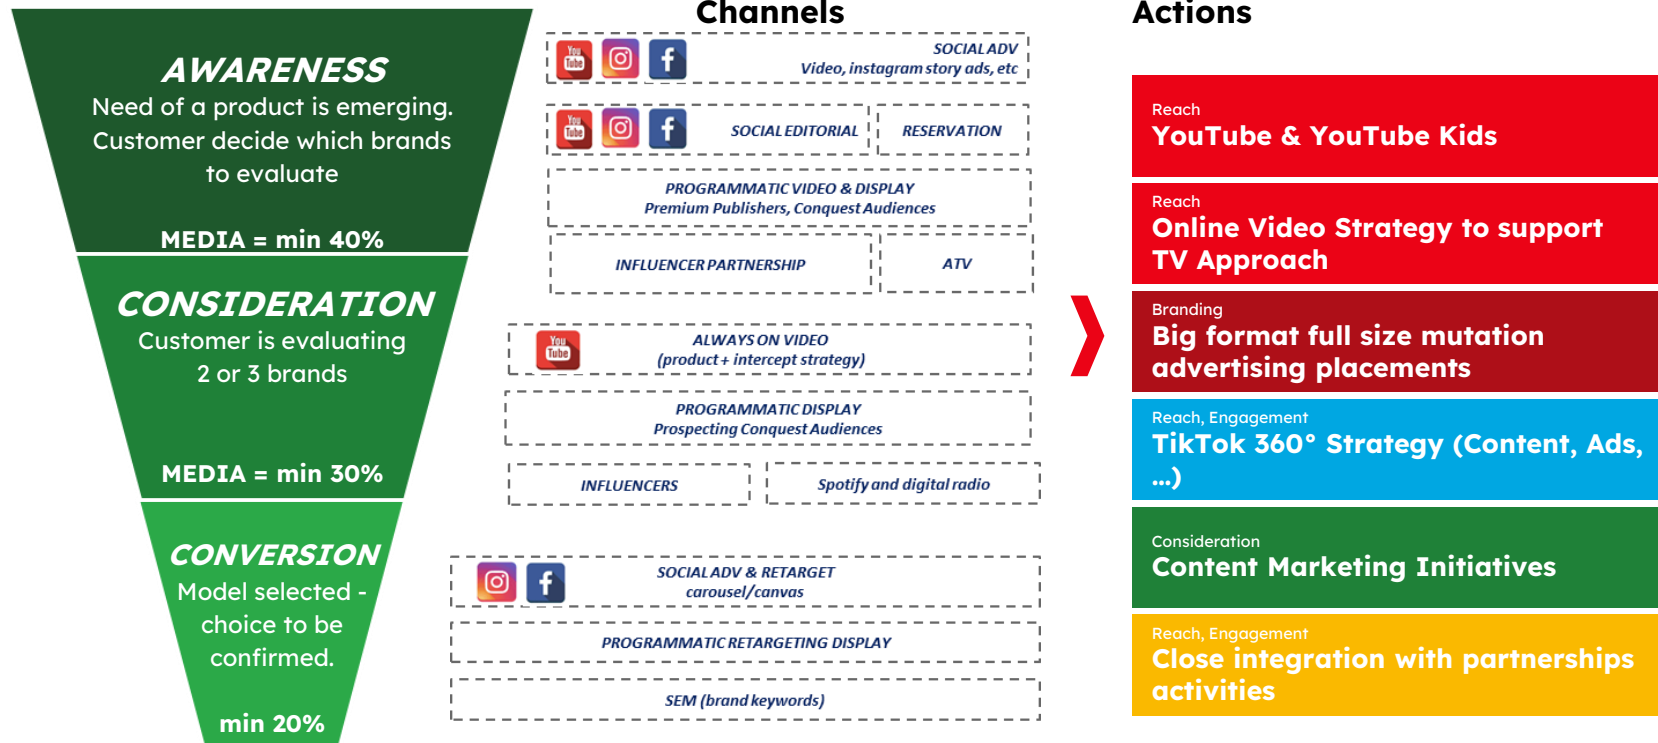 Channels
Actions
AWARENESS
Need of a product is emerging.
Customer decide which brands
to evaluate
MEDIA = min 40%
CONSIDERATION
Customer is evaluating
2 or 3 brands
MEDIA = min 30%
CONVERSION
Model selected -
choice to be
confirmed.
min 20%
You
Tube
SOCIAL ADV
Video, instagram story ads, etc
You
Tube
SOCIAL EDITORIAL
RESERVATION
PROGRAMMATIC VIDEO & DISPLAY
Premium Publishers, Conquest Audiences
INFLUENCER PARTNERSHIP
ATV
You
Tube
ALWAYS ON VIDEO
(product + intercept strategy)
PROGRAMMATIC DISPLAY
Prospecting Conquest Audiences
INFLUENCERS
Spotify and digital radio
SOCIAL ADV & RETARGET
carousel/canvas
PROGRAMMATIC RETARGETING DISPLAY
SEM (brand keywords)
Reach
YouTube & YouTube Kids
Reach
Online Video Strategy to support
TV Approach
Branding
Big format full size mutation
advertising placements
Reach, Engagement
TikTok 360° Strategy (Content, Ads,
...)
Consideration
Content Marketing Initiatives
Reach, Engagement
Close integration with partnerships
activities